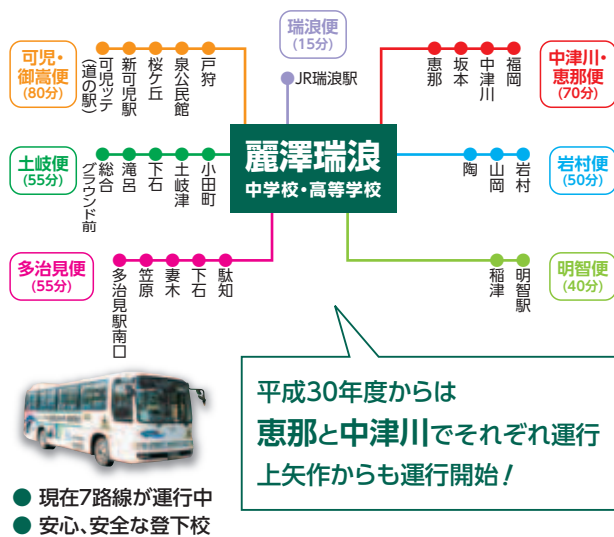 瑞浪便
(15分)
JR瑞浪駅
可児・
御嵩便
(80分)
可児ッテ
(道の駅)
新可児駅
桜ケ丘
泉公民館
戸狩
恵那
坂本
中津川
福岡
中津川・
恵那便
(70分)
麗澤瑞浪
中学校・高等学校
土岐便
(55分)
総合
グラウンド前
滝呂
下石
土岐津
小田町
陶
山岡
岩村
岩村便
(50分)
多治見便
(55分)
多治見駅南口
笠原
妻木
下石
駄知
稲津
明智駅
明智便
(40分)
平成30年度からは
恵那と中津川でそれぞれ運行
上矢作からも運行開始!
● 現在7路線が運行中
● 安心、安全な登下校